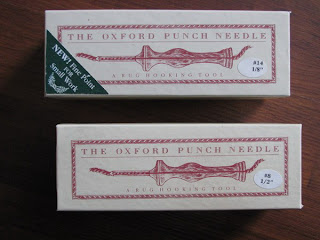 THE OXFORD PUNCH NEEDLE
NEW! Fine Point
FOR
Small Work
A RUG HOOKING TOOL
#14
1/8"
THE OXFORD PUNCH NEEDLE
A RUG HOOKING TOOL
#8
1/2"